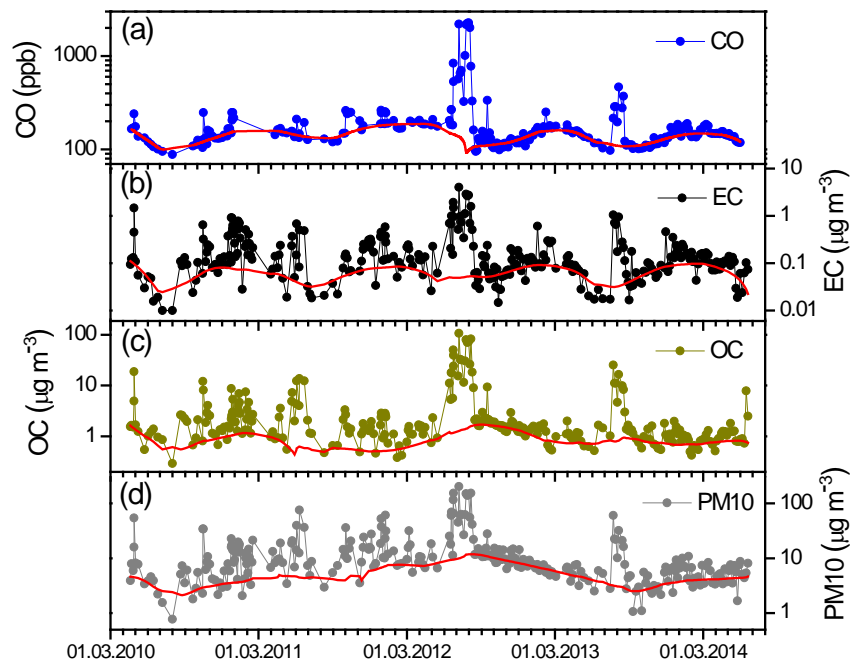 (a)
CO
1000
100
CO (ppb)
(b)
EC
10
1
0.1
0.01
EC (μg m⁻³)
(c)
OC
100
10
1
OC (μg m⁻³)
(d)
PM10
100
10
1
PM10 (μg m⁻³)
01.03.2010 01.03.2011 01.03.2012 01.03.2013 01.03.2014